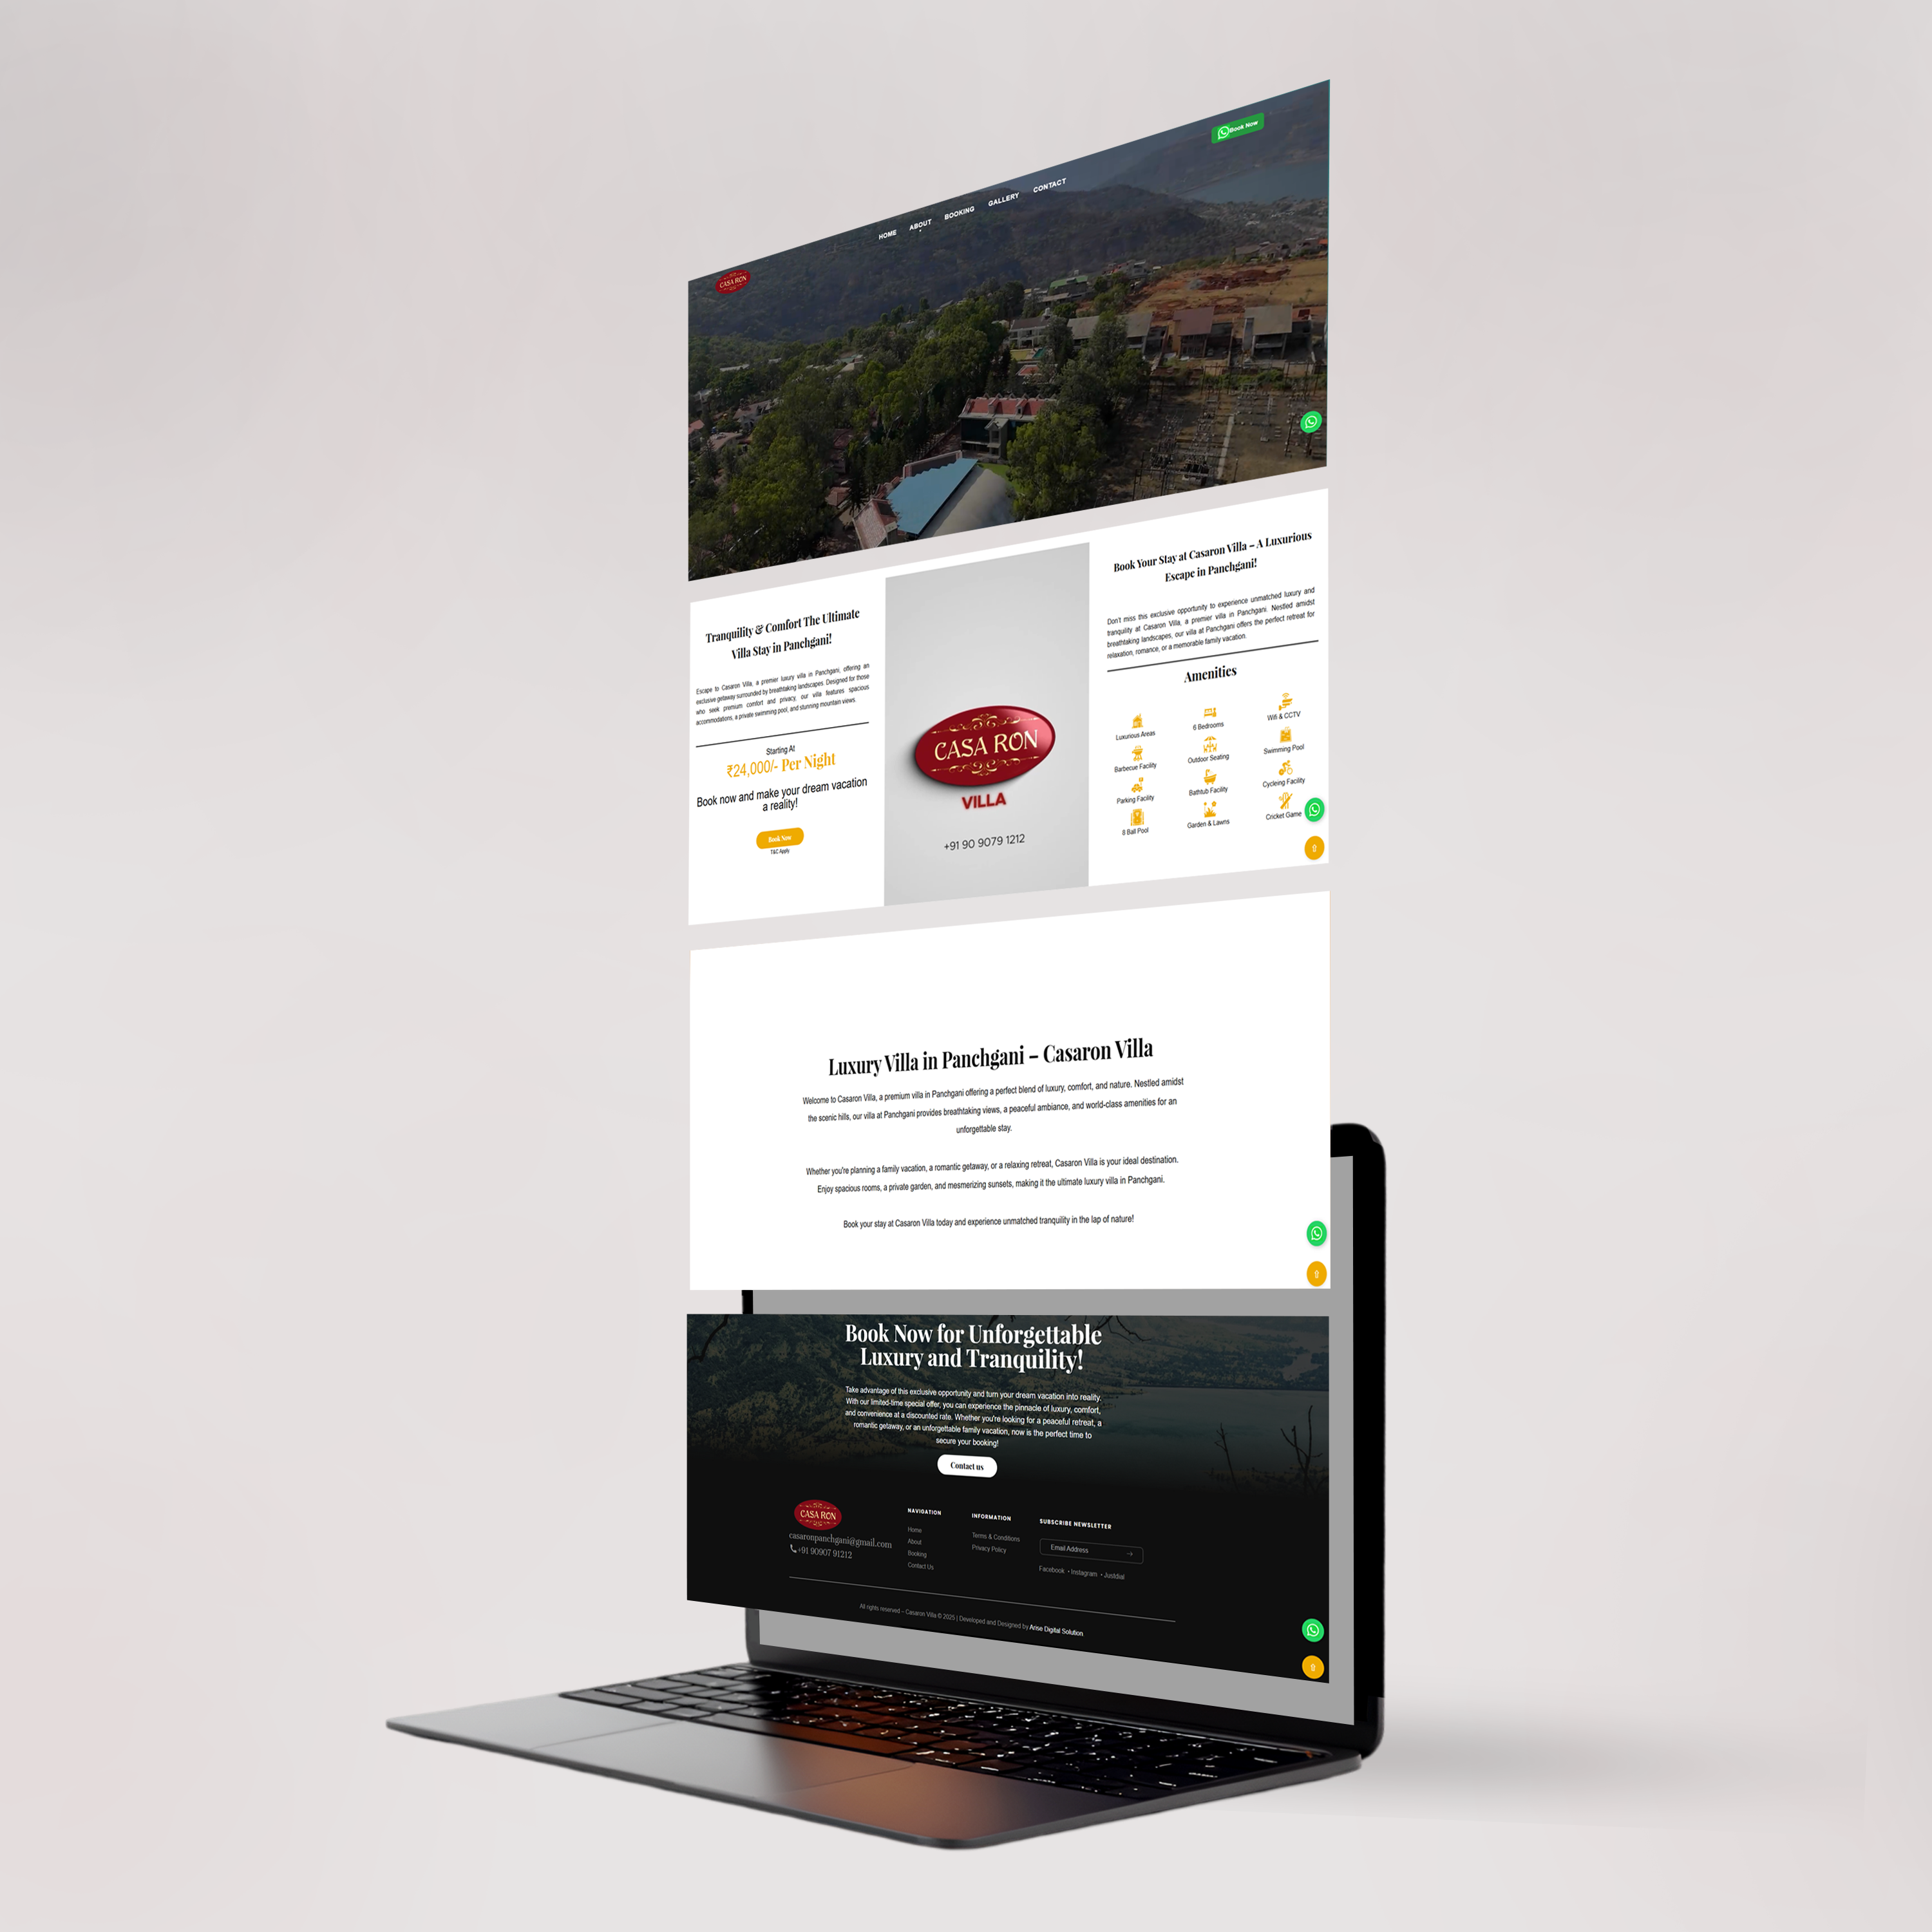 Book Now
HOME ABOUT BOOKING GALLERY CONTACT
CASA RON
Tranquility & Comfort The Ultimate
Villa Stay in Panchgani!
Escape to Casaron Villa, a premier luxury villa in Panchgani, offering an
exclusive getaway surrounded by breathtaking landscapes. Designed for those
who seek premium comfort and privacy, our villa features spacious
accommodations, a private swimming pool, and stunning mountain views.
Starting At
₹24,000/- Per Night
Book now and make your dream vacation
a reality!
Book Now
T&C Apply
CASA RON
VILLA
+91 90 9079 1212
Book Your Stay at Casaron Villa – A Luxurious
Escape in Panchgani!
Don't miss this exclusive opportunity to experience unmatched luxury and
tranquility at Casaron Villa, a premier villa in Panchgani. Nestled amidst
breathtaking landscapes, our villa at Panchgani offers the perfect retreat for
relaxation, romance, or a memorable family vacation.
Amenities
Luxurious Areas
6 Bedrooms
Wifi & CCTV
Barbecue Facility
Outdoor Seating
Swimming Pool
Parking Facility
Bathtub Facility
Cycleing Facility
8 Ball Pool
Garden & Lawns
Cricket Game
Luxury Villa in Panchgani – Casaron Villa
Welcome to Casaron Villa, a premium villa in Panchgani offering a perfect blend of luxury, comfort, and nature. Nestled amidst
the scenic hills, our villa at Panchgani provides breathtaking views, a peaceful ambiance, and world-class amenities for an
unforgettable stay.
Whether you're planning a family vacation, a romantic getaway, or a relaxing retreat, Casaron Villa is your ideal destination.
Enjoy spacious rooms, a private garden, and mesmerizing sunsets, making it the ultimate luxury villa in Panchgani.
Book your stay at Casaron Villa today and experience unmatched tranquility in the lap of nature!
Book Now for Unforgettable
Luxury and Tranquility!
Take advantage of this exclusive opportunity and turn your dream vacation into reality.
With our limited-time special offer, you can experience the pinnacle of luxury, comfort,
and convenience at a discounted rate. Whether you're looking for a peaceful retreat, a
romantic getaway, or an unforgettable family vacation, now is the perfect time to
secure your booking!
Contact us
CASA RON
casaronpanchgani@gmail.com
+91 90907 91212
NAVIGATION
Home
About
Booking
Contact Us
INFORMATION
Terms & Conditions
Privacy Policy
SUBSCRIBE NEWSLETTER
Email Address →
Facebook • Instagram • Justdial
All rights reserved – Casaron Villa © 2025 | Developed and Designed by Arise Digital Solution